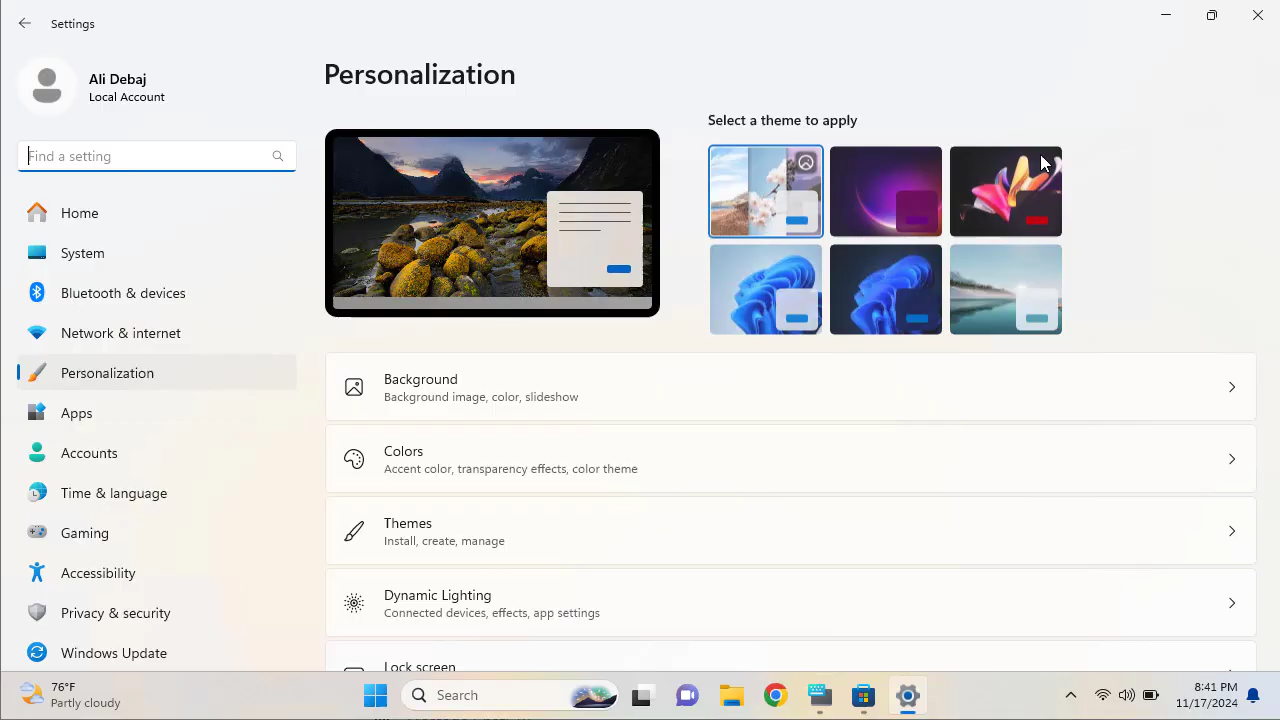 Settings
Ali Debaj
Local Account
Find a setting
Home
System
Bluetooth & devices
Network & internet
Personalization
Apps
Accounts
Time & language
Gaming
Accessibility
Privacy & security
Windows Update
Personalization
Select a theme to apply
Background
Background image, color, slideshow
Colors
Accent color, transparency effects, color theme
Themes
Install, create, manage
Dynamic Lighting
Connected devices, effects, app settings
Lock screen
76°F
Partly cloudy
Search
8:41 PM
11/17/2024